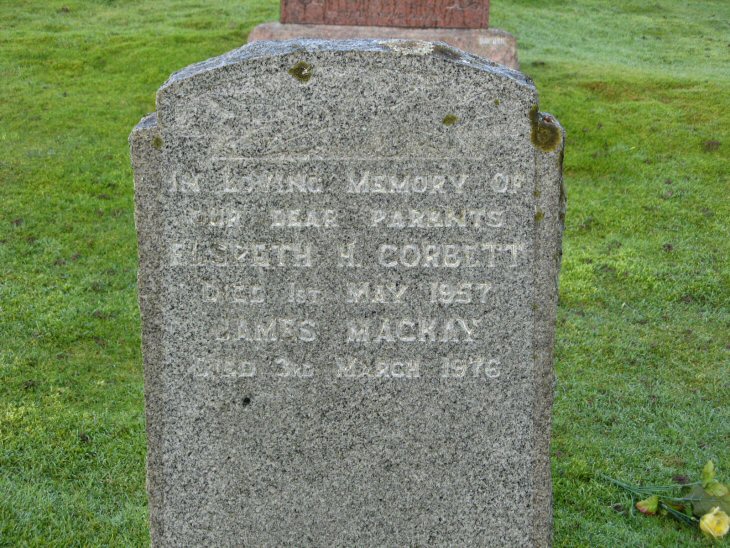 IN LOVING MEMORY OF
OUR DEAR PARENTS
ELSPETH H. CORBETT
DIED 1ST MAY 1957
JAMES MACKAY
DIED 3RD MARCH 1976